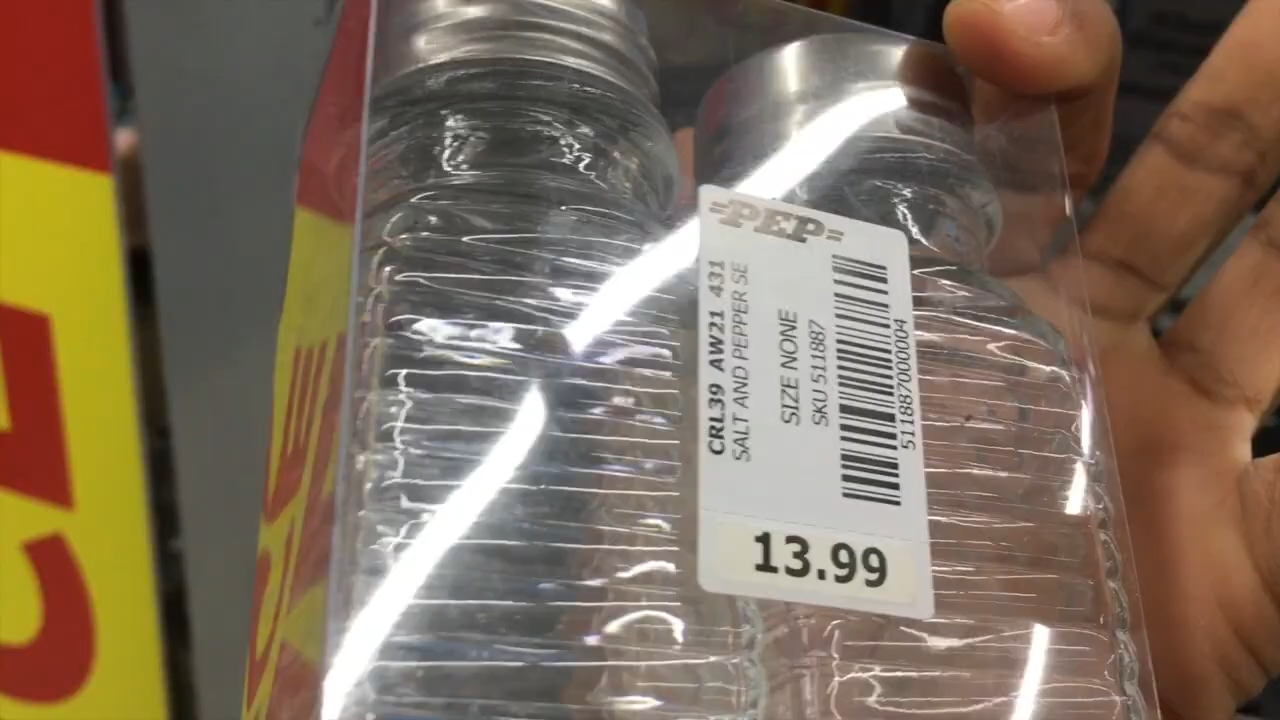 =PEP=
CRL39 AW21 431
SALT AND PEPPER SE
SIZE NONE
SKU 511887
511887000004
13.99